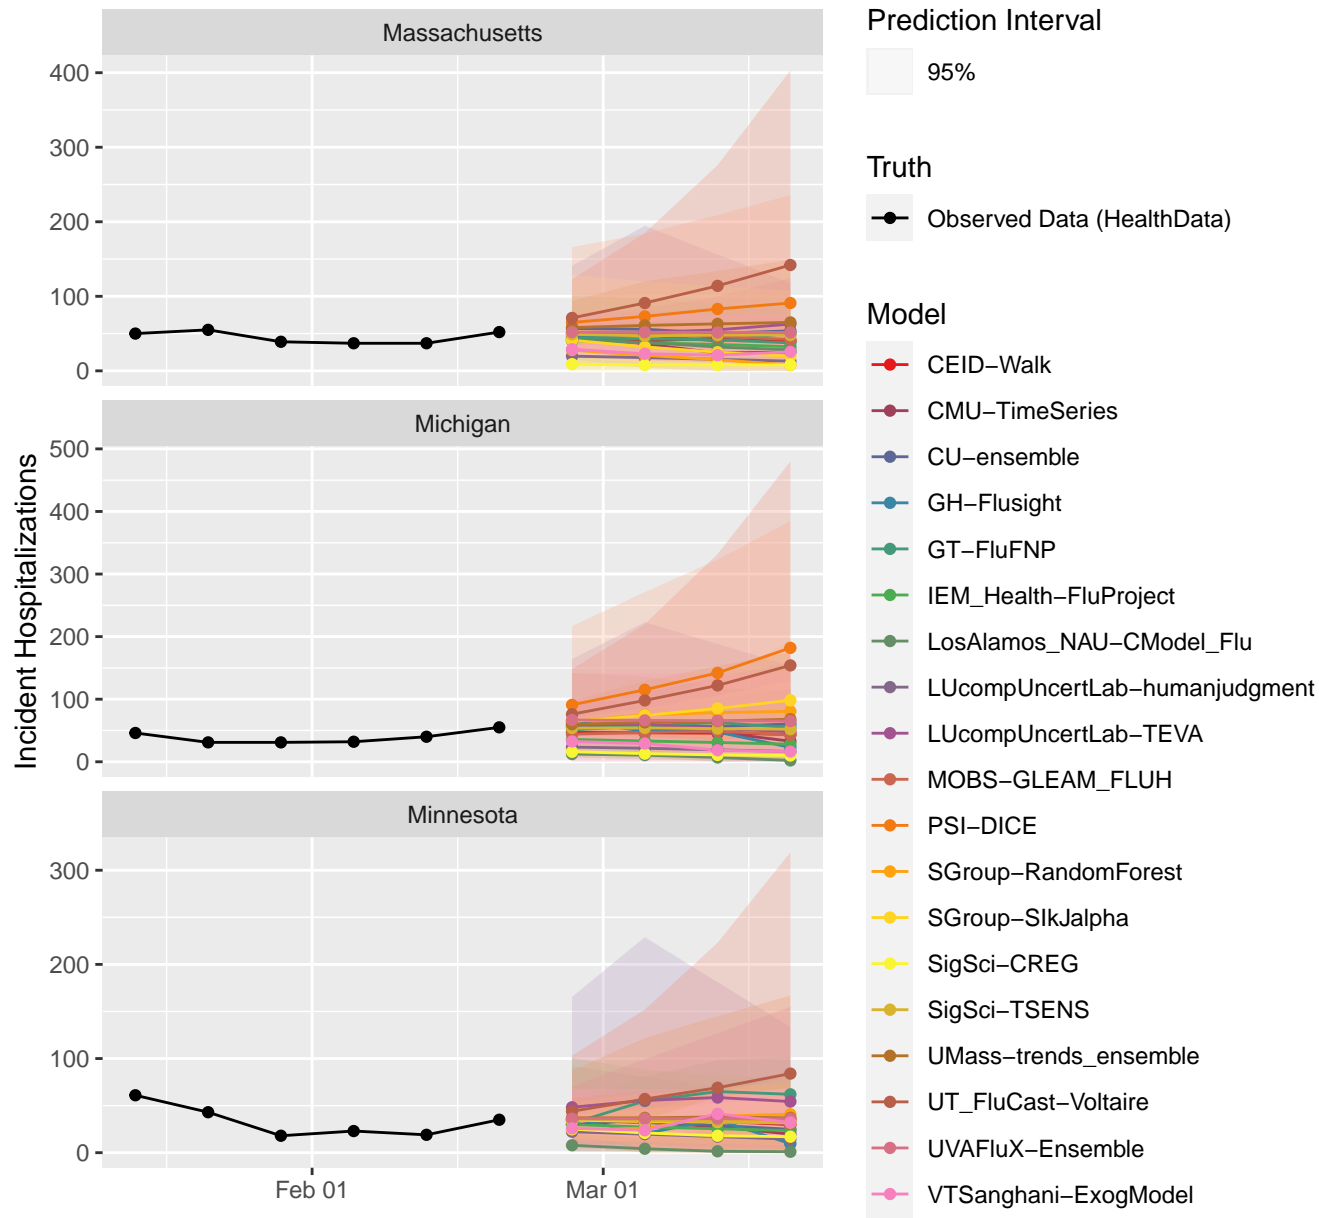 Massachusetts
400
300
200
100
0
Michigan
500
400
300
200
100
0
Minnesota
300
200
100
0
Feb 01
Mar 01
Incident Hospitalizations
Prediction Interval
95%
Truth
Observed Data (HealthData)
Model
CEID−Walk
CMU−TimeSeries
CU−ensemble
GH−Flusight
GT−FluFNP
IEM_Health−FluProject
LosAlamos_NAU−CModel_Flu
LUcompUncertLab−humanjudgment
LUcompUncertLab−TEVA
MOBS−GLEAM_FLUH
PSI−DICE
SGroup−RandomForest
SGroup−SIkJalpha
SigSci−CREG
SigSci−TSENS
UMass−trends_ensemble
UT_FluCast−Voltaire
UVAFluX−Ensemble
VTSanghani−ExogModel